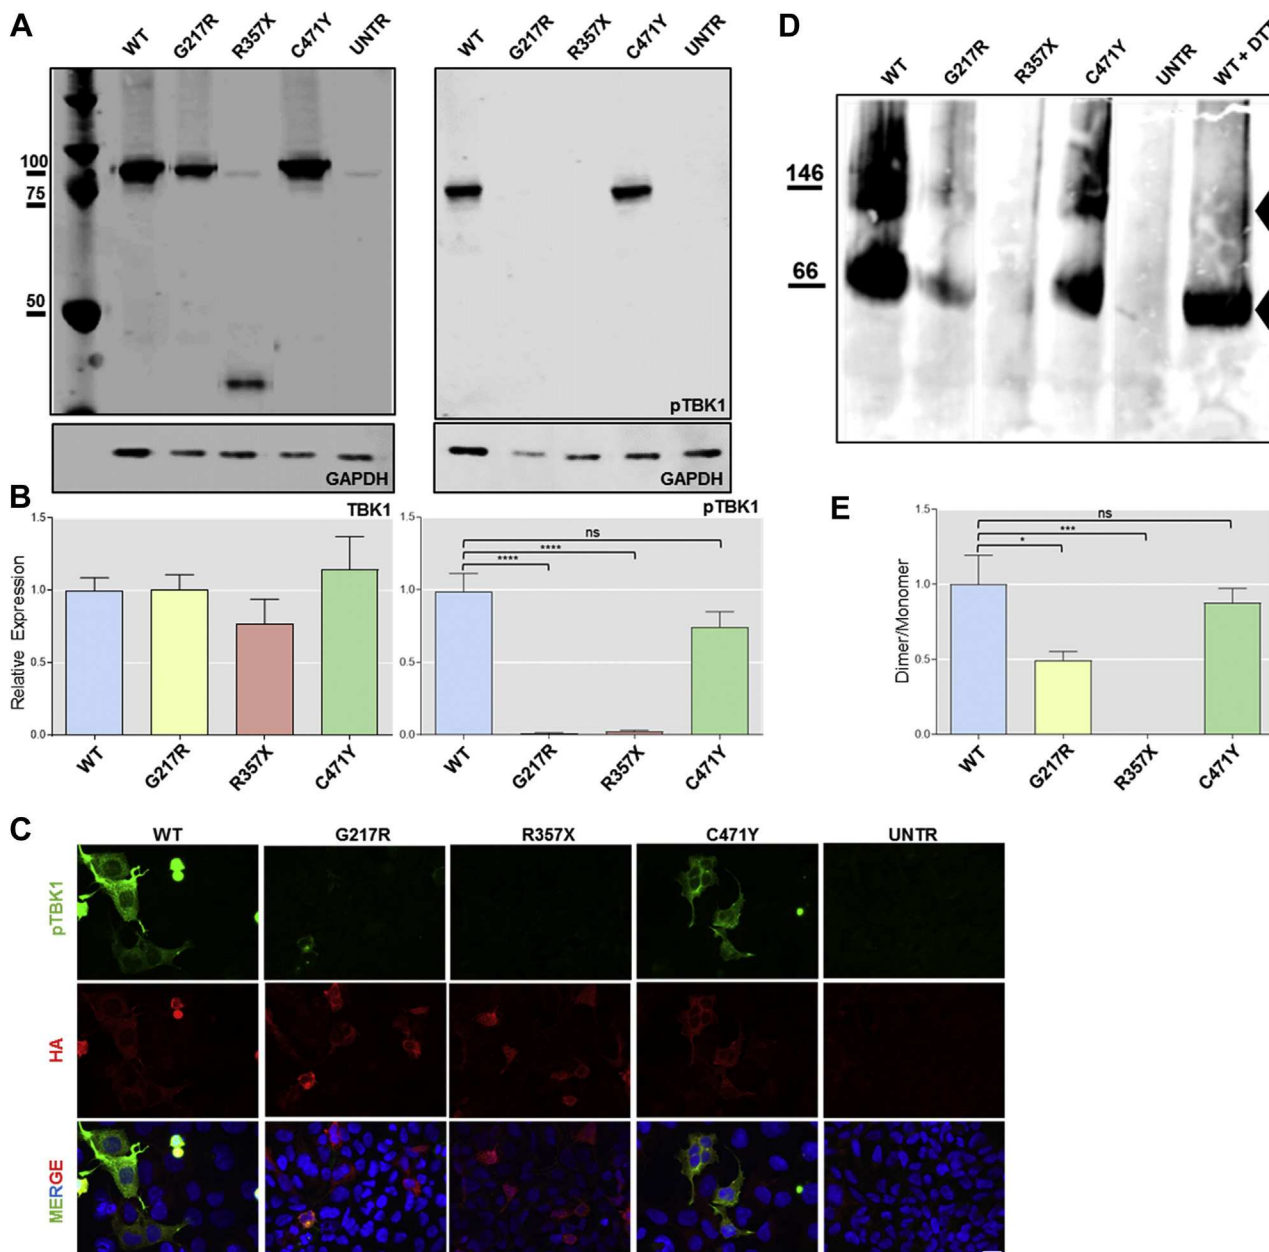 A
WT G217R R357X C471Y UNTR
100
75
50
GAPDH
WT G217R R357X C471Y UNTR
pTBK1
GAPDH
D
WT G217R R357X C471Y UNTR WT + DTT
146
66
B
TBK1
Relative Expression
1.5
1.0
0.5
0.0
WT G217R R357X C471Y
pTBK1
1.5
1.0
0.5
0.0
ns
****
****
WT G217R R357X C471Y
E
Dimer/Monomer
1.5
1.0
0.5
0.0
ns
***
*
WT G217R R357X C471Y
C
WT G217R R357X C471Y UNTR
pTBK1
HA
MERGE